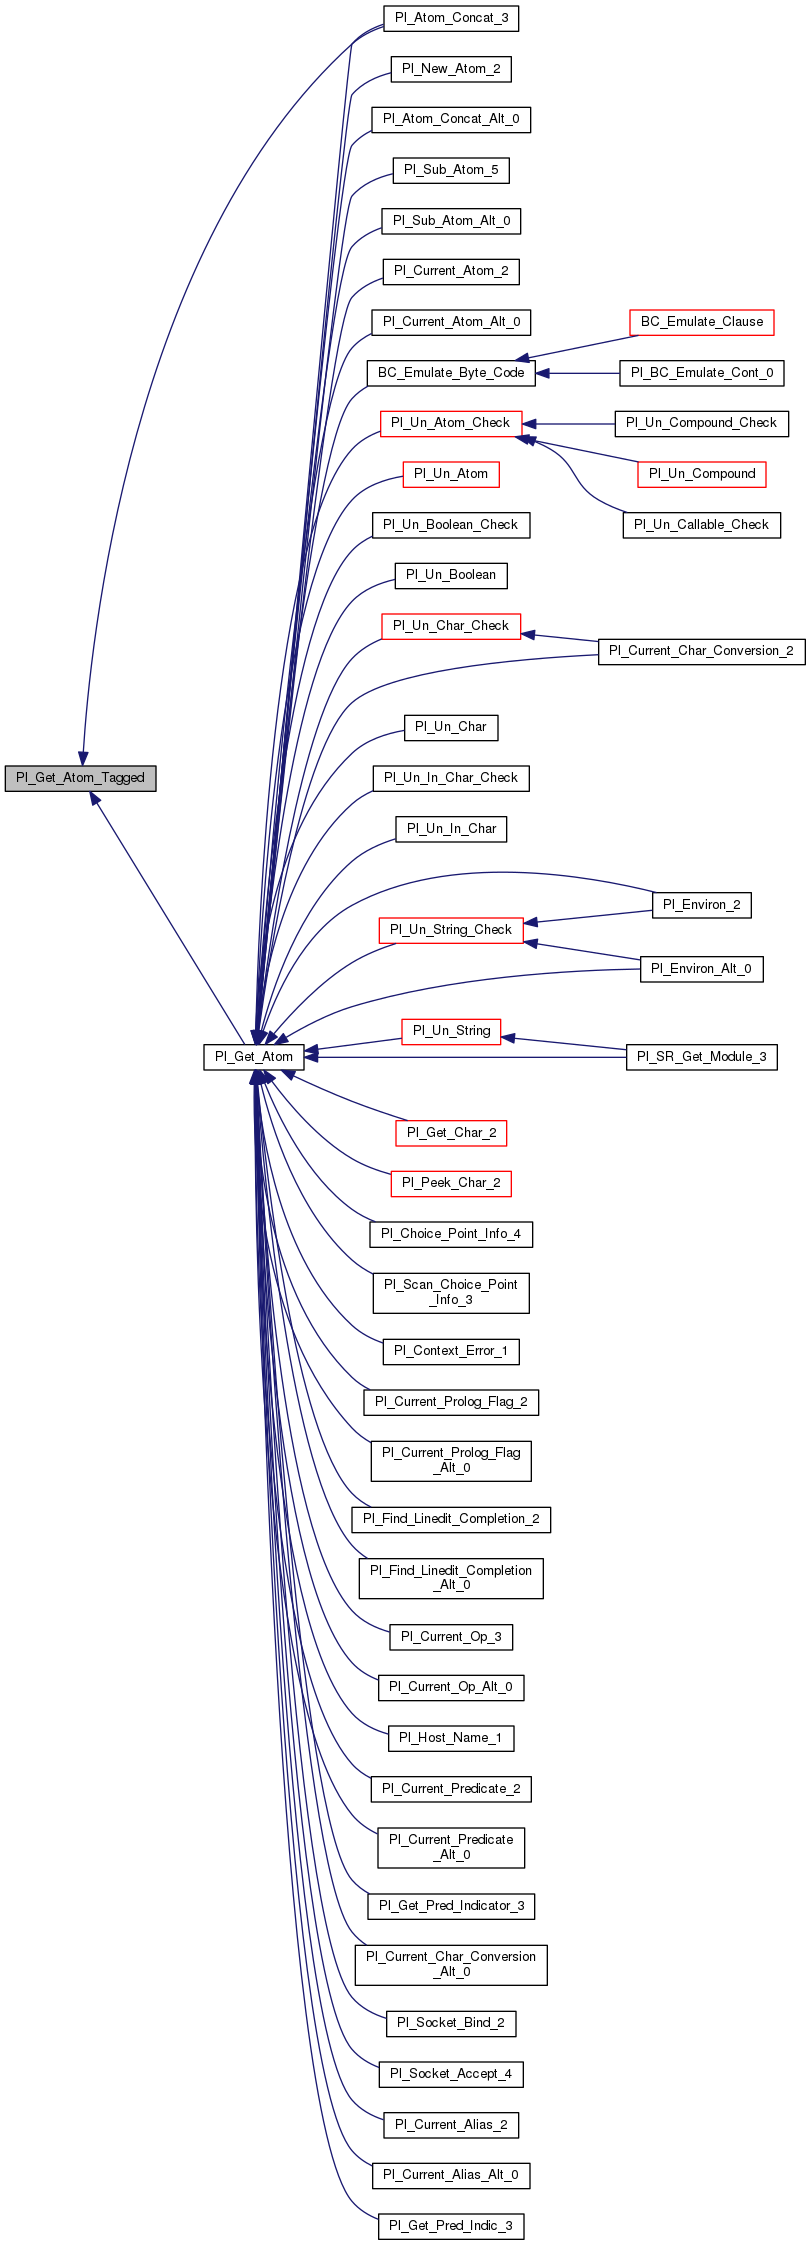 Pl_Atom_Concat_3
Pl_New_Atom_2
Pl_Atom_Concat_Alt_0
Pl_Sub_Atom_5
Pl_Sub_Atom_Alt_0
Pl_Current_Atom_2
Pl_Current_Atom_Alt_0
BC_Emulate_Clause
BC_Emulate_Byte_Code
Pl_BC_Emulate_Cont_0
Pl_Un_Atom_Check
Pl_Un_Compound_Check
Pl_Un_Atom
Pl_Un_Compound
Pl_Un_Boolean_Check
Pl_Un_Callable_Check
Pl_Un_Boolean
Pl_Un_Char_Check
Pl_Current_Char_Conversion_2
Pl_Un_Char
Pl_Get_Atom_Tagged
Pl_Un_In_Char_Check
Pl_Un_In_Char
Pl_Environ_2
Pl_Un_String_Check
Pl_Environ_Alt_0
Pl_Un_String
Pl_Get_Atom
Pl_SR_Get_Module_3
Pl_Get_Char_2
Pl_Peek_Char_2
Pl_Choice_Point_Info_4
Pl_Scan_Choice_Point
_Info_3
Pl_Context_Error_1
Pl_Current_Prolog_Flag_2
Pl_Current_Prolog_Flag
_Alt_0
Pl_Find_Linedit_Completion_2
Pl_Find_Linedit_Completion
_Alt_0
Pl_Current_Op_3
Pl_Current_Op_Alt_0
Pl_Host_Name_1
Pl_Current_Predicate_2
Pl_Current_Predicate
_Alt_0
Pl_Get_Pred_Indicator_3
Pl_Current_Char_Conversion
_Alt_0
Pl_Socket_Bind_2
Pl_Socket_Accept_4
Pl_Current_Alias_2
Pl_Current_Alias_Alt_0
Pl_Get_Pred_Indic_3